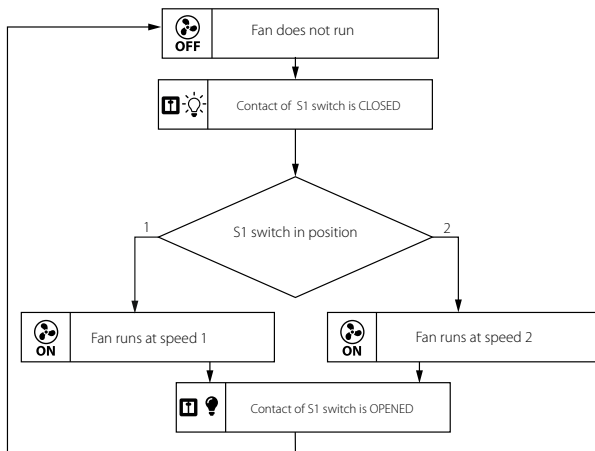 OFF
Fan does not run
Contact of S1 switch is CLOSED
1
S1 switch in position
2
ON
Fan runs at speed 1
ON
Fan runs at speed 2
Contact of S1 switch is OPENED